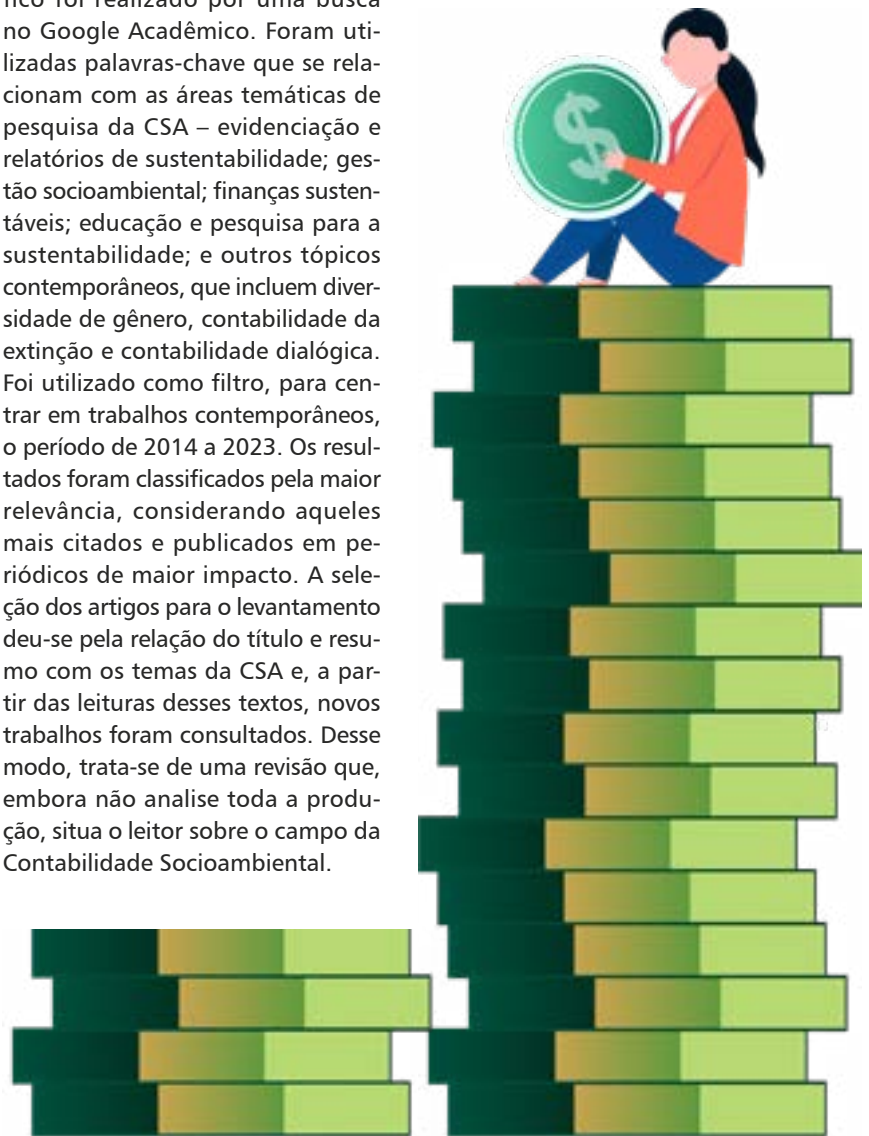 fico foi realizado por uma busca
no Google Acadêmico. Foram uti-
lizadas palavras-chave que se rela-
cionam com as áreas temáticas de
pesquisa da CSA – evidenciação e
relatórios de sustentabilidade; ges-
tão socioambiental; finanças susten-
táveis; educação e pesquisa para a
sustentabilidade; e outros tópicos
contemporâneos, que incluem diver-
sidade de gênero, contabilidade da
extinção e contabilidade dialógica.
Foi utilizado como filtro, para cen-
trar em trabalhos contemporâneos,
o período de 2014 a 2023. Os resul-
tados foram classificados pela maior
relevância, considerando aqueles
mais citados e publicados em pe-
riódicos de maior impacto. A sele-
ção dos artigos para o levantamento
deu-se pela relação do título e resu-
mo com os temas da CSA e, a par-
tir das leituras desses textos, novos
trabalhos foram consultados. Desse
modo, trata-se de uma revisão que,
embora não analise toda a produ-
ção, situa o leitor sobre o campo da
Contabilidade Socioambiental.
$